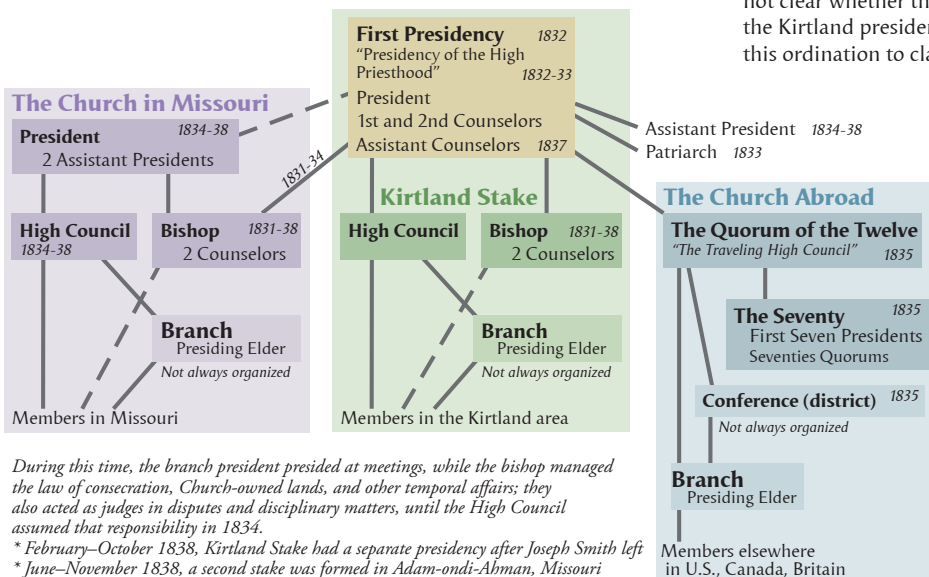 not clear whether th
the Kirtland presiden
this ordination to cla
First Presidency 1832
"Presidency of the High
Priesthood" 1832-33
President
1st and 2nd Counselors
Assistant Counselors 1837
Assistant President 1834-38
Patriarch 1833
The Church in Missouri
President 1834-38
2 Assistant Presidents
1831-34
High Council
1834-38
Bishop 1831-38
2 Counselors
Branch
Presiding Elder
Not always organized
Members in Missouri
Kirtland Stake
High Council
Bishop 1831-38
2 Counselors
Branch
Presiding Elder
Not always organized
Members in the Kirtland area
The Church Abroad
The Quorum of the Twelve
"The Traveling High Council" 1835
The Seventy 1835
First Seven Presidents
Seventies Quorums
Conference (district) 1835
Not always organized
Branch
Presiding Elder
Members elsewhere
in U.S., Canada, Britain
During this time, the branch president presided at meetings, while the bishop managed
the law of consecration, Church-owned lands, and other temporal affairs; they
also acted as judges in disputes and disciplinary matters, until the High Council
assumed that responsibility in 1834.
* February–October 1838, Kirtland Stake had a separate presidency after Joseph Smith left
* June–November 1838, a second stake was formed in Adam-ondi-Ahman, Missouri